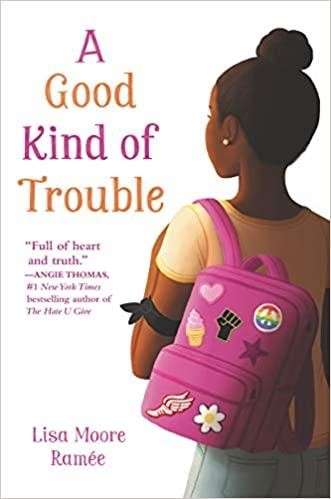 A
Good
Kind of
Trouble
"Full of heart
and truth."
—ANGIE THOMAS,
#1 New York Times
bestselling author of
The Hate U Give
Lisa Moore
Ramée